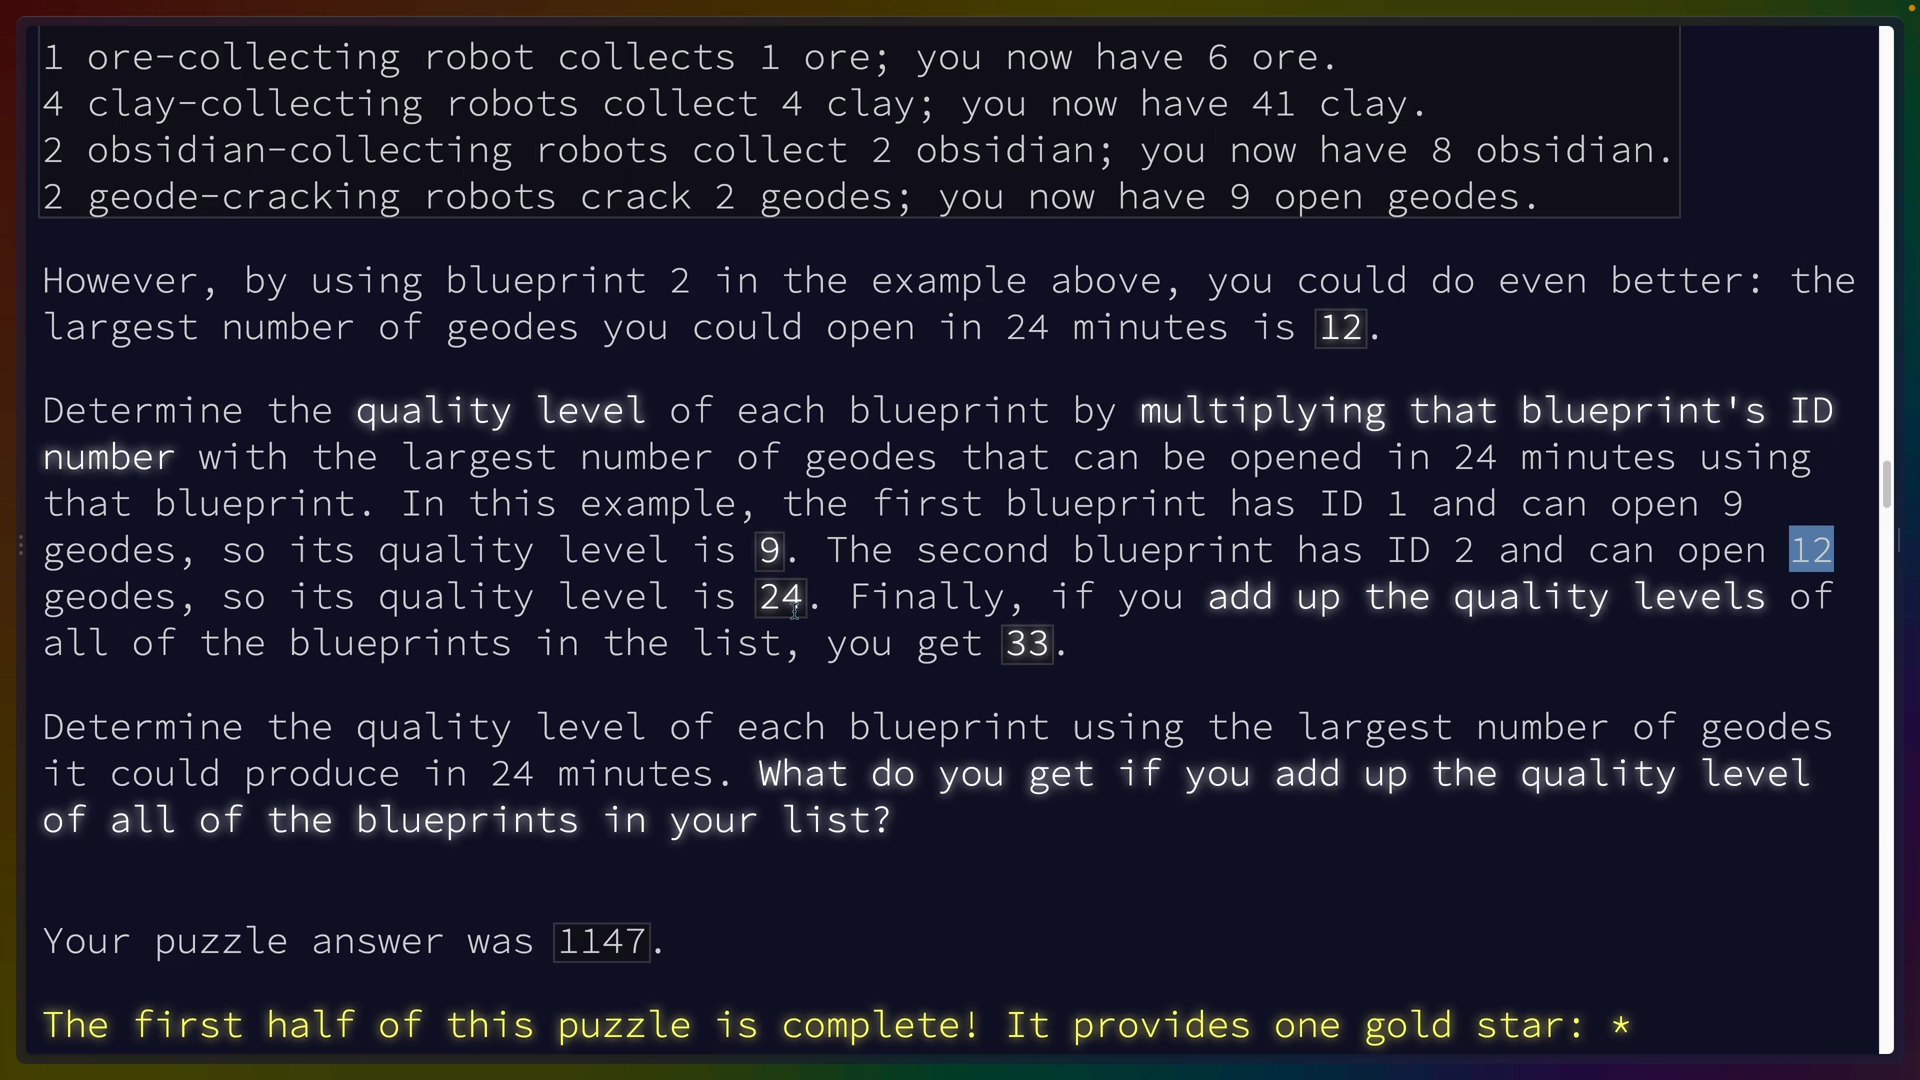 1 ore-collecting robot collects 1 ore; you now have 6 ore.
4 clay-collecting robots collect 4 clay; you now have 41 clay.
2 obsidian-collecting robots collect 2 obsidian; you now have 8 obsidian.
2 geode-cracking robots crack 2 geodes; you now have 9 open geodes.
However, by using blueprint 2 in the example above, you could do even better: the
largest number of geodes you could open in 24 minutes is 12.
Determine the quality level of each blueprint by multiplying that blueprint's ID
number with the largest number of geodes that can be opened in 24 minutes using
that blueprint. In this example, the first blueprint has ID 1 and can open 9
geodes, so its quality level is 9. The second blueprint has ID 2 and can open 12
geodes, so its quality level is 24. Finally, if you add up the quality levels of
all of the blueprints in the list, you get 33.
Determine the quality level of each blueprint using the largest number of geodes
it could produce in 24 minutes. What do you get if you add up the quality level
of all of the blueprints in your list?
Your puzzle answer was 1147.
The first half of this puzzle is complete! It provides one gold star: *